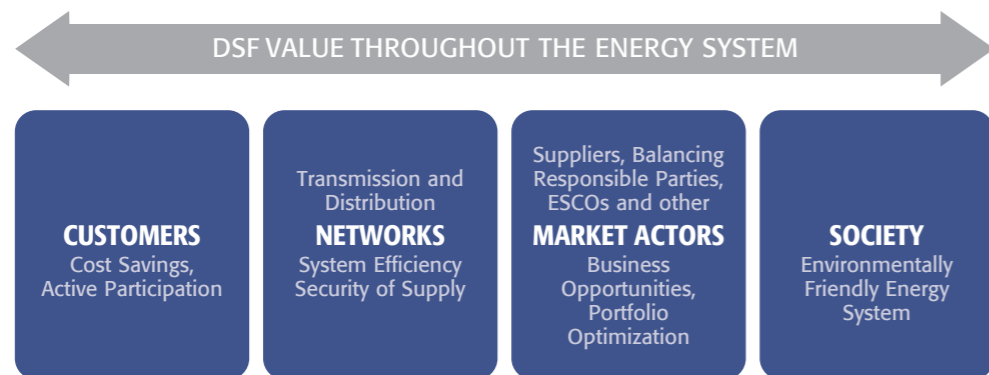 DSF VALUE THROUGHOUT THE ENERGY SYSTEM
CUSTOMERS
Cost Savings,
Active Participation
Transmission and
Distribution
NETWORKS
System Efficiency
Security of Supply
Suppliers, Balancing
Responsible Parties,
ESCOs and other
MARKET ACTORS
Business
Opportunities,
Portfolio
Optimization
SOCIETY
Environmentally
Friendly Energy
System